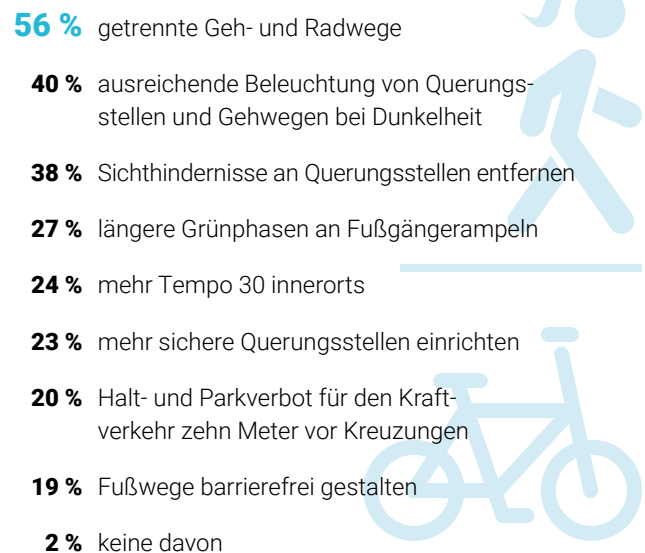 56 % getrennte Geh- und Radwege
40 % ausreichende Beleuchtung von Querungs-
stellen und Gehwegen bei Dunkelheit
38 % Sichthindernisse an Querungsstellen entfernen
27 % längere Grünphasen an Fußgängerampeln
24 % mehr Tempo 30 innerorts
23 % mehr sichere Querungsstellen einrichten
20 % Halt- und Parkverbot für den Kraft-
verkehr zehn Meter vor Kreuzungen
19 % Fußwege barrierefrei gestalten
2 % keine davon